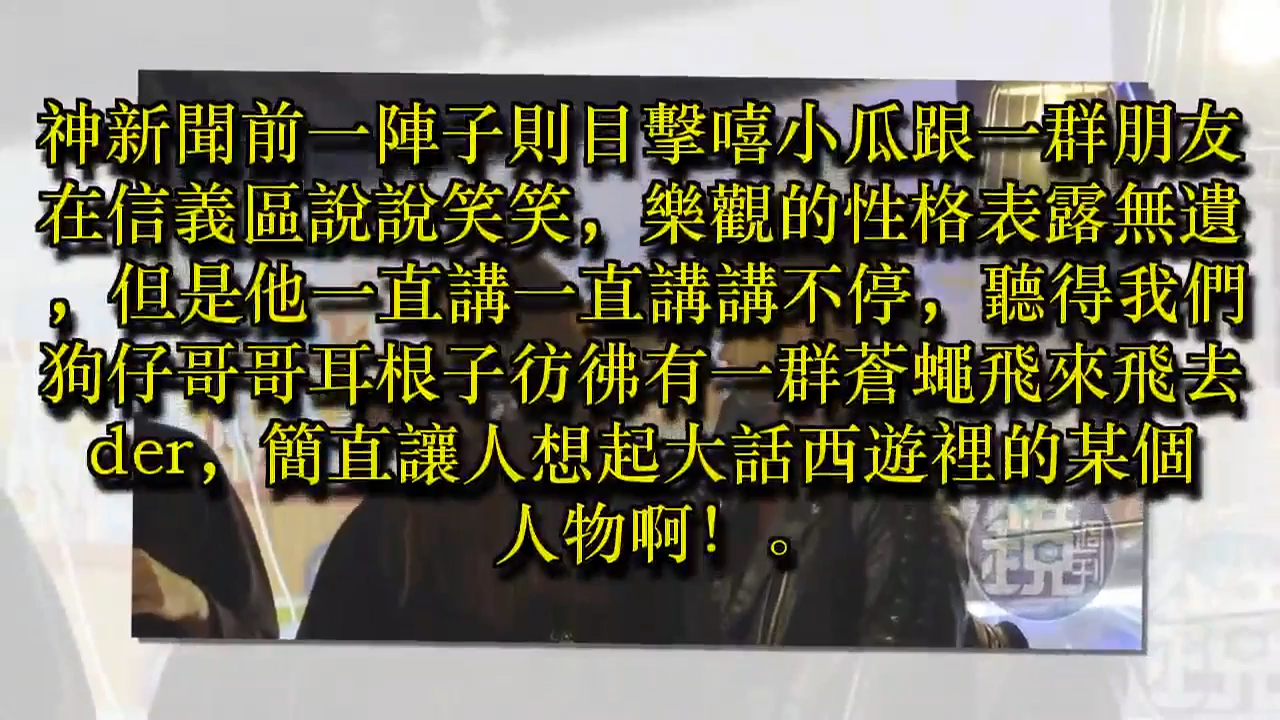 神新聞前一陣子則目擊嘻小瓜跟一群朋友
在信義區說說笑笑，樂觀的性格表露無遺
，但是他一直講一直講講不停，聽得我們
狗仔哥哥耳根子彷彿有一群蒼蠅飛來飛去
der，簡直讓人想起大話西遊裡的某個
人物啊！。